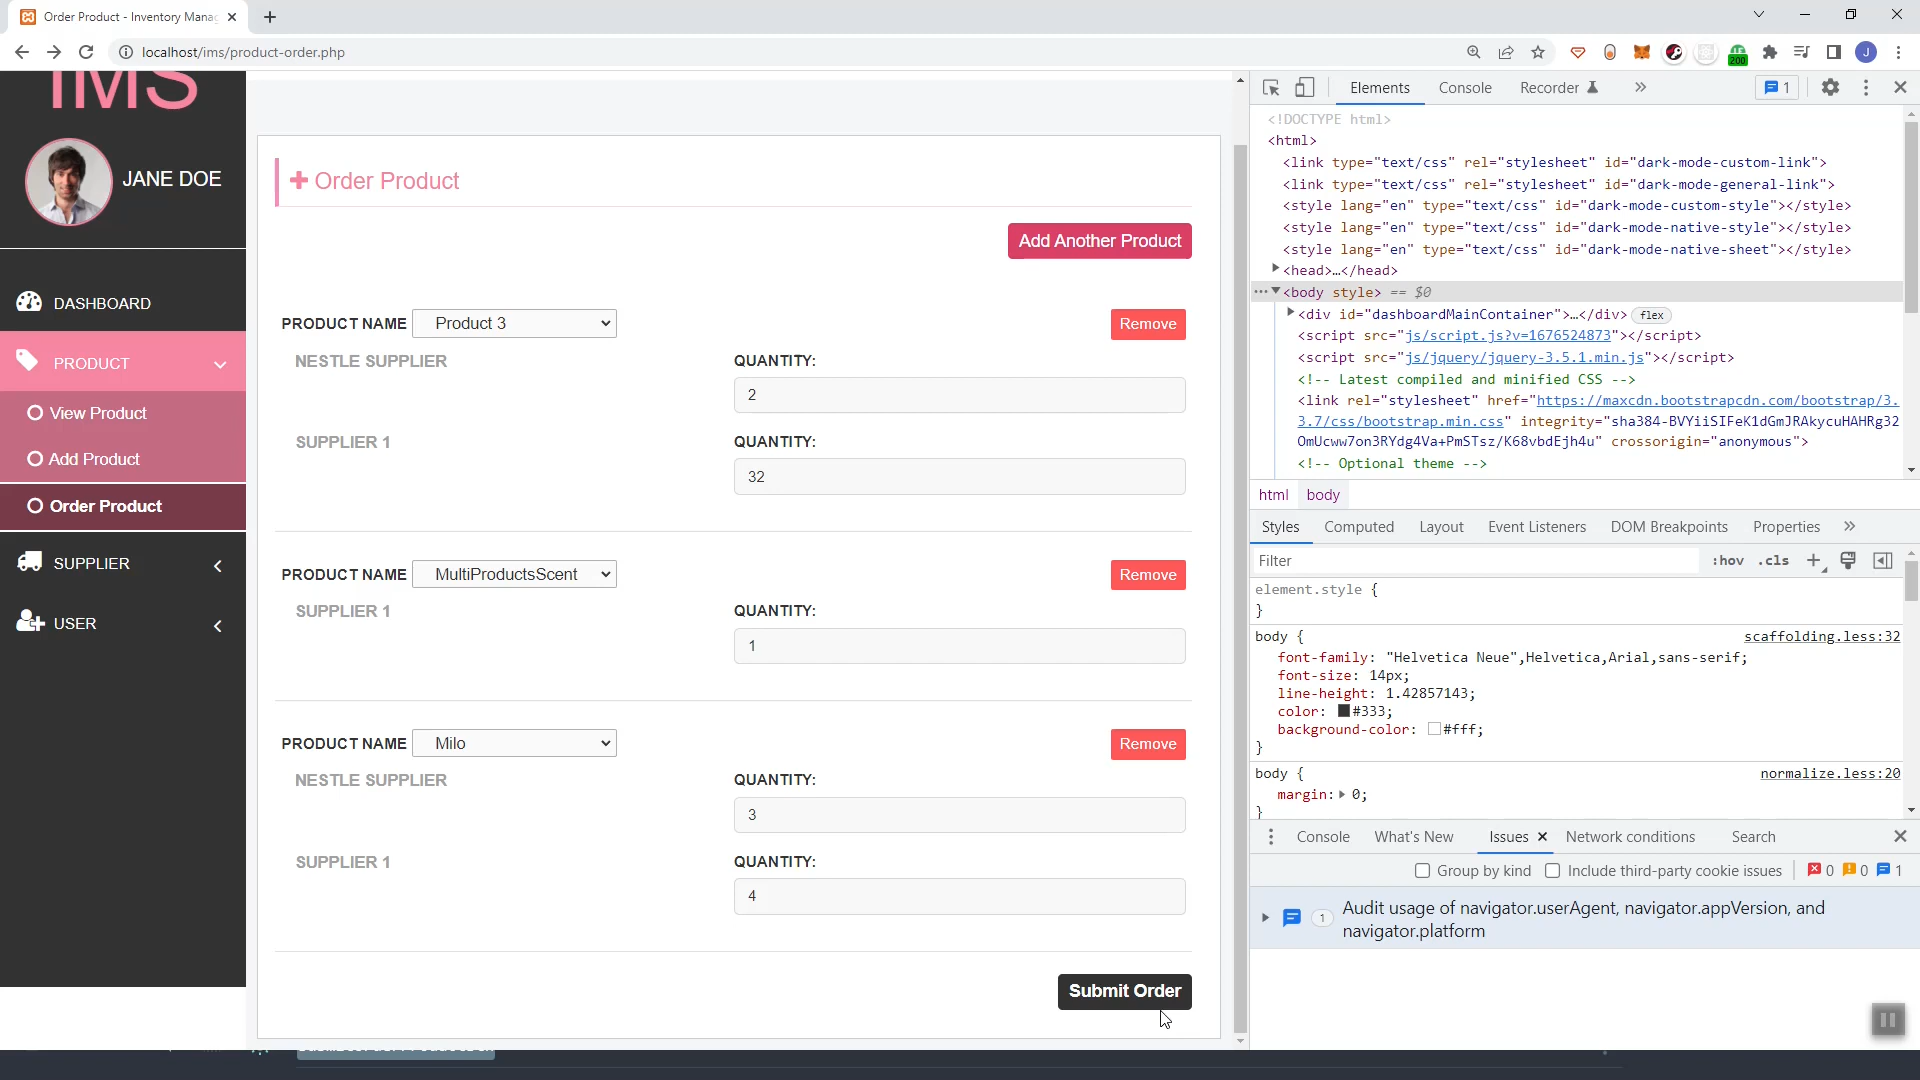 Order Product - Inventory Manag
localhost/ims/product-order.php
200
J
IMS
JANE DOE
DASHBOARD
PRODUCT
View Product
Add Product
Order Product
SUPPLIER
USER
Order Product
Add Another Product
PRODUCT NAME Product 3 Remove
NESTLE SUPPLIER QUANTITY:
2
SUPPLIER 1 QUANTITY:
32
PRODUCT NAME MultiProductsScent Remove
SUPPLIER 1 QUANTITY:
1
PRODUCT NAME Milo Remove
NESTLE SUPPLIER QUANTITY:
3
SUPPLIER 1 QUANTITY:
4
Submit Order
Elements Console Recorder 1
<!DOCTYPE html>
<html>
<link type="text/css" rel="stylesheet" id="dark-mode-custom-link">
<link type="text/css" rel="stylesheet" id="dark-mode-general-link">
<style lang="en" type="text/css" id="dark-mode-custom-style"></style>
<style lang="en" type="text/css" id="dark-mode-native-style"></style>
<style lang="en" type="text/css" id="dark-mode-native-sheet"></style>
<head>…</head>
<body style> == $0
<div id="dashboardMainContainer">…</div> flex
<script src="js/script.js?v=1676524873"></script>
<script src="js/jquery/jquery-3.5.1.min.js"></script>
<!-- Latest compiled and minified CSS -->
<link rel="stylesheet" href="https://maxcdn.bootstrapcdn.com/bootstrap/3.
3.7/css/bootstrap.min.css" integrity="sha384-BVYiiSIFeK1dGmJRAkycuHAHRg32
OmUcww7on3RYdg4Va+PmSTsz/K68vbdEjh4u" crossorigin="anonymous">
<!-- Optional theme -->
html body
Styles Computed Layout Event Listeners DOM Breakpoints Properties
Filter :hov .cls
element.style {
}
body { scaffolding.less:32
font-family: "Helvetica Neue",Helvetica,Arial,sans-serif;
font-size: 14px;
line-height: 1.42857143;
color: #333;
background-color: #fff;
}
body { normalize.less:20
margin: 0;
}
Console What's New Issues Network conditions Search
Group by kind Include third-party cookie issues 0 0 1
1 Audit usage of navigator.userAgent, navigator.appVersion, and
navigator.platform